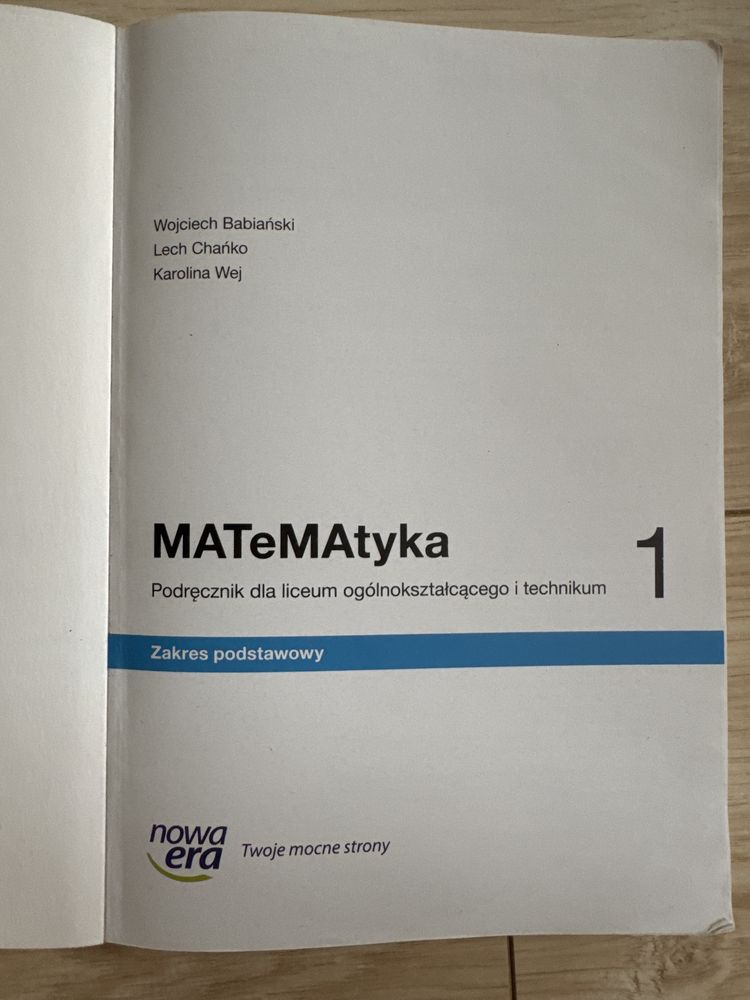 Wojciech Babiański
Lech Chańko
Karolina Wej
MATeMAtyka 1
Podręcznik dla liceum ogólnokształcącego i technikum
Zakres podstawowy
nowa
era
Twoje mocne strony